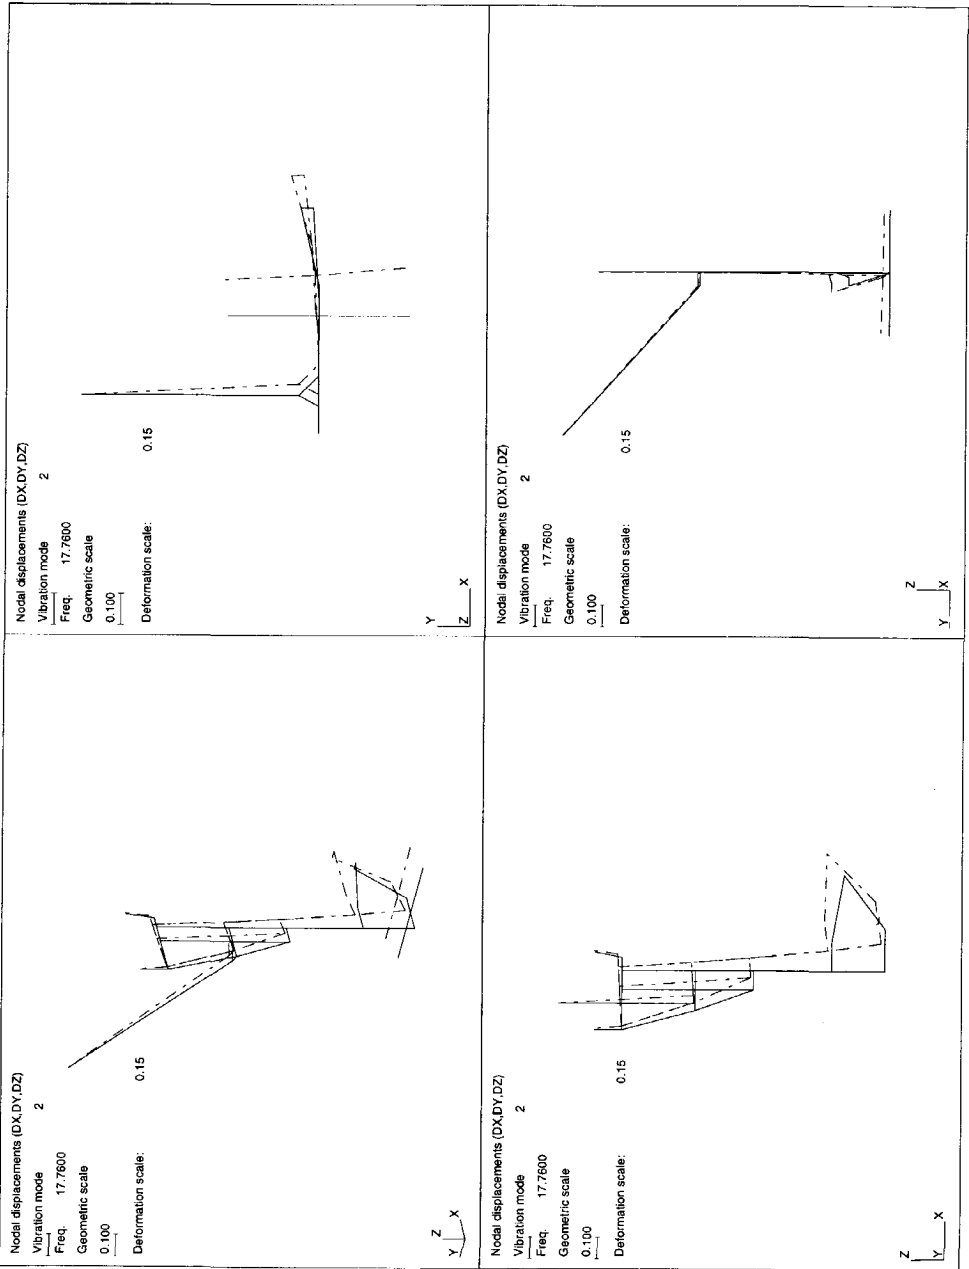 Nodal displacements (DX,DY,DZ)
Vibration mode 2
Freq. 17.7600
Geometric scale
0.100
Deformation scale: 0.15
Z
Y X
Nodal displacements (DX,DY,DZ)
Vibration mode 2
Freq. 17.7600
Geometric scale
0.100
Deformation scale: 0.15
Y
Z X
Nodal displacements (DX,DY,DZ)
Vibration mode 2
Freq. 17.7600
Geometric scale
0.100
Deformation scale: 0.15
Z
Y X
Nodal displacements (DX,DY,DZ)
Vibration mode 2
Freq. 17.7600
Geometric scale
0.100
Deformation scale: 0.15
Z
Y X